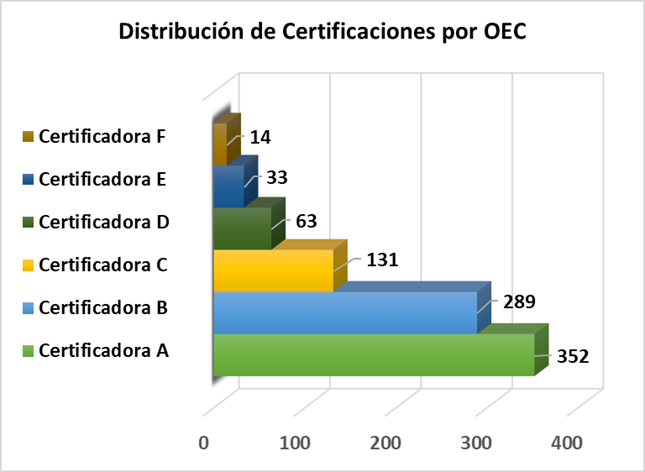 Distribución de Certificaciones por OEC
Certificadora F
14
Certificadora E
33
Certificadora D
63
Certificadora C
131
Certificadora B
289
Certificadora A
352
0 100 200 300 400